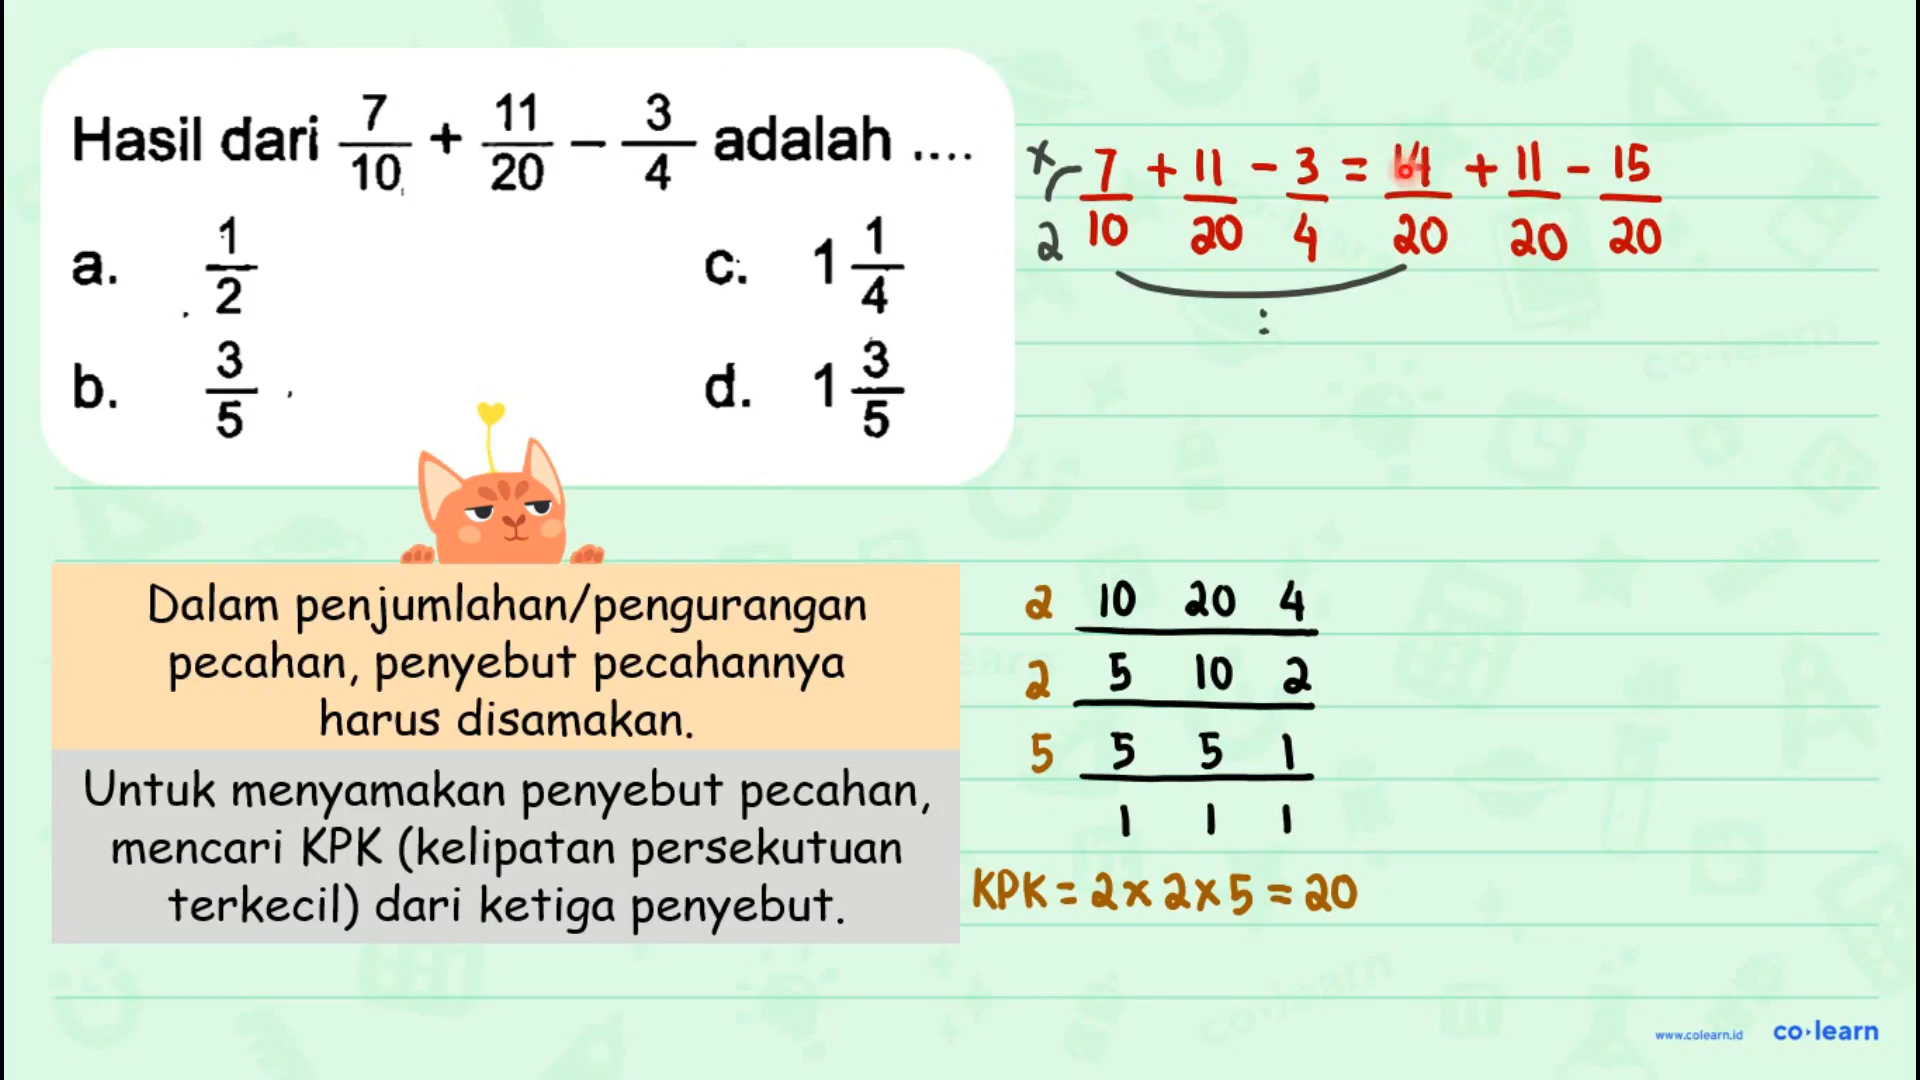 Hasil dari 7/10 + 11/20 − 3/4 adalah ....
a. 1/2
c. 1 1/4
b. 3/5
d. 1 3/5
x 2
7/10 + 11/20 - 3/4 = 14/20 + 11/20 - 15/20
:
Dalam penjumlahan/pengurangan
pecahan, penyebut pecahannya
harus disamakan.
Untuk menyamakan penyebut pecahan,
mencari KPK (kelipatan persekutuan
terkecil) dari ketiga penyebut.
2 10 20 4
2 5 10 2
5 5 5 1
1 1 1
KPK = 2 x 2 x 5 = 20
www.colearn.id co·learn